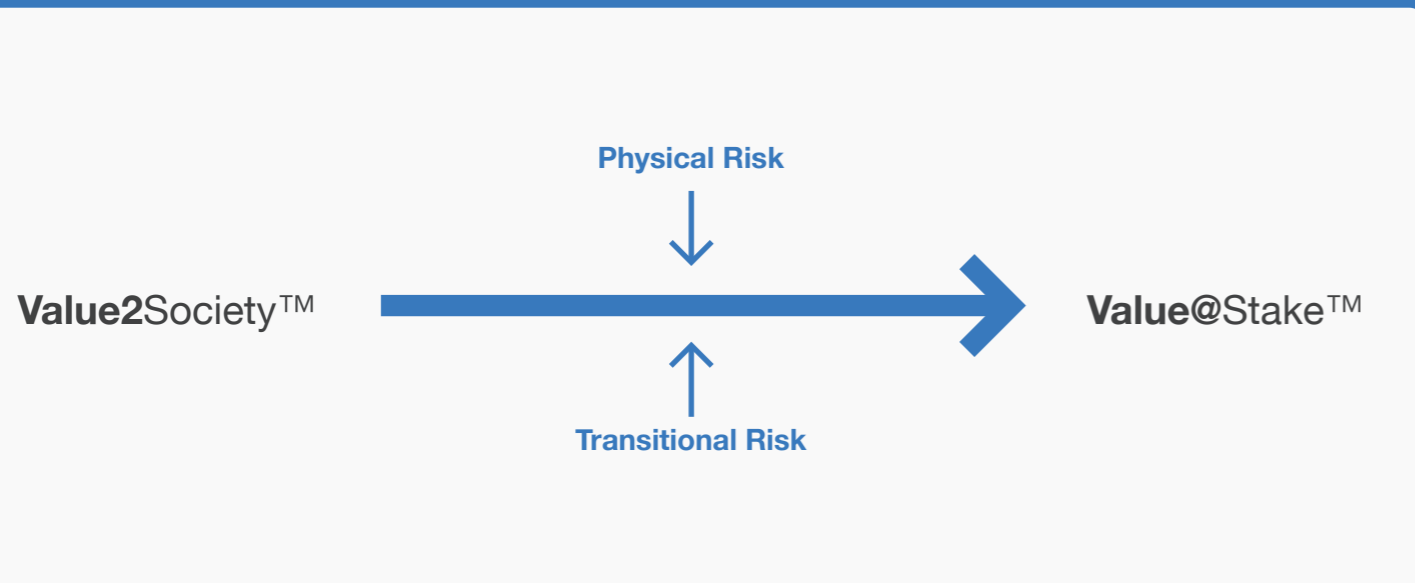 Physical Risk
Value2Society™
Value@Stake™
Transitional Risk